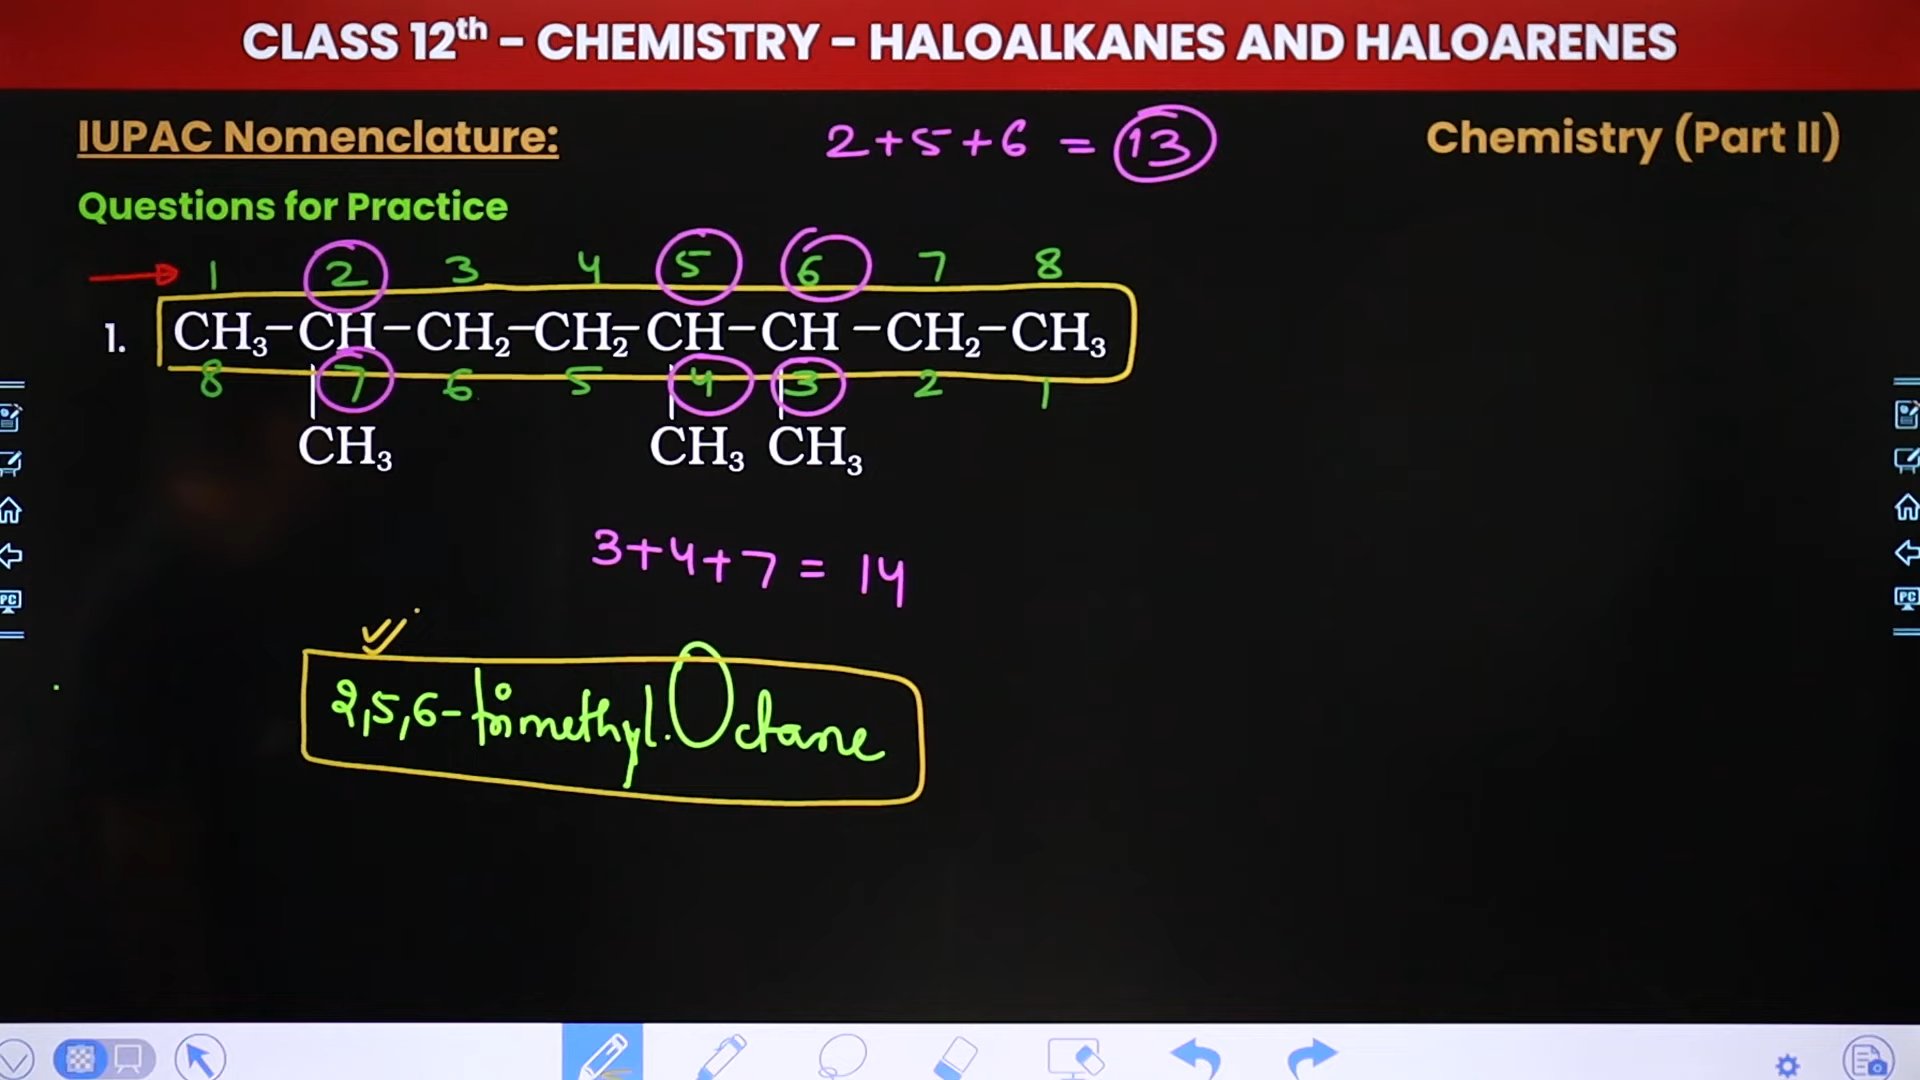 CLASS 12th - CHEMISTRY - HALOALKANES AND HALOARENES
IUPAC Nomenclature:
2+5+6 = 13
Chemistry (Part II)
Questions for Practice
1 2 3 4 5 6 7 8
1. CH3-CH-CH2-CH2-CH-CH-CH2-CH3
8 7 6 5 4 3 2 1
CH3 CH3 CH3
3+4+7 = 14
2,5,6-trimethyl.Octane
PC
PC